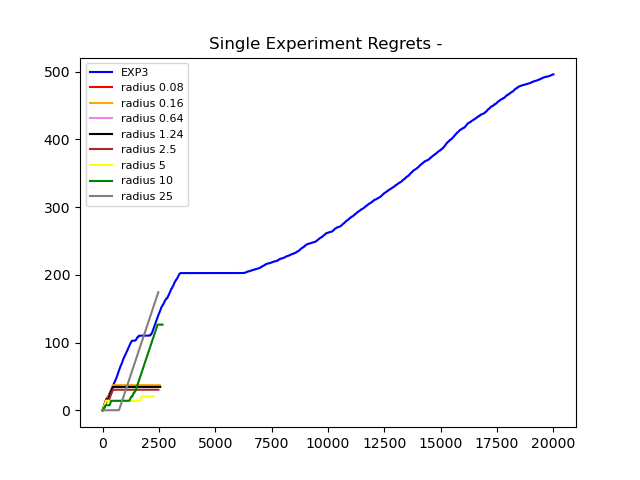 Single Experiment Regrets -
EXP3
radius 0.08
radius 0.16
radius 0.64
radius 1.24
radius 2.5
radius 5
radius 10
radius 25
500
400
300
200
100
0
0 2500 5000 7500 10000 12500 15000 17500 20000